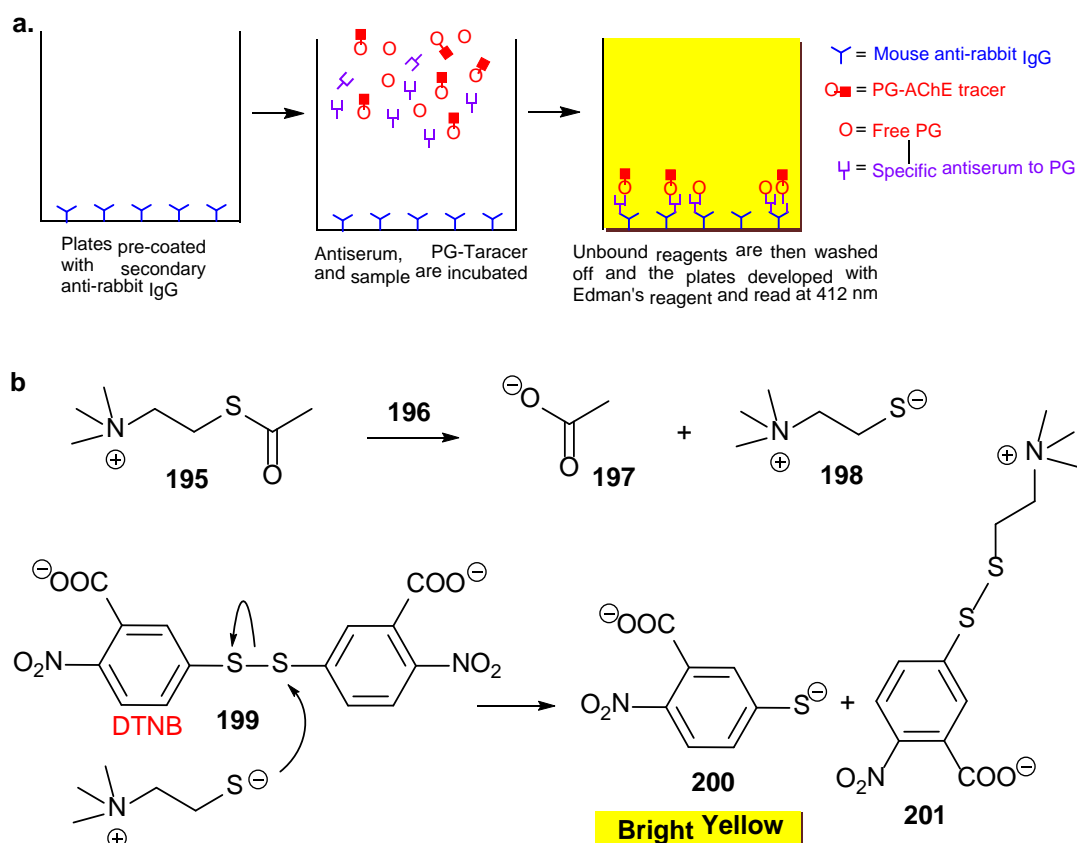 a.
Plates pre-coated
with secondary
anti-rabbit IgG
Antiserum, PG-Taracer
and sample are incubated
Unbound reagents are then washed
off and the plates developed with
Edman's reagent and read at 412 nm
= Mouse anti-rabbit IgG
= PG-AChE tracer
= Free PG
= Specific antiserum to PG
b
N
⊕
S
O
195
196
⊖
O
O
197
+
N
⊕
S⊖
198
⊖OOC
O2N
S S
COO⊖
NO2
DTNB
199
N
⊕
S⊖
⊖OOC
O2N
S⊖
200
Bright Yellow
+
N
⊕
S
S
O2N
COO⊖
201